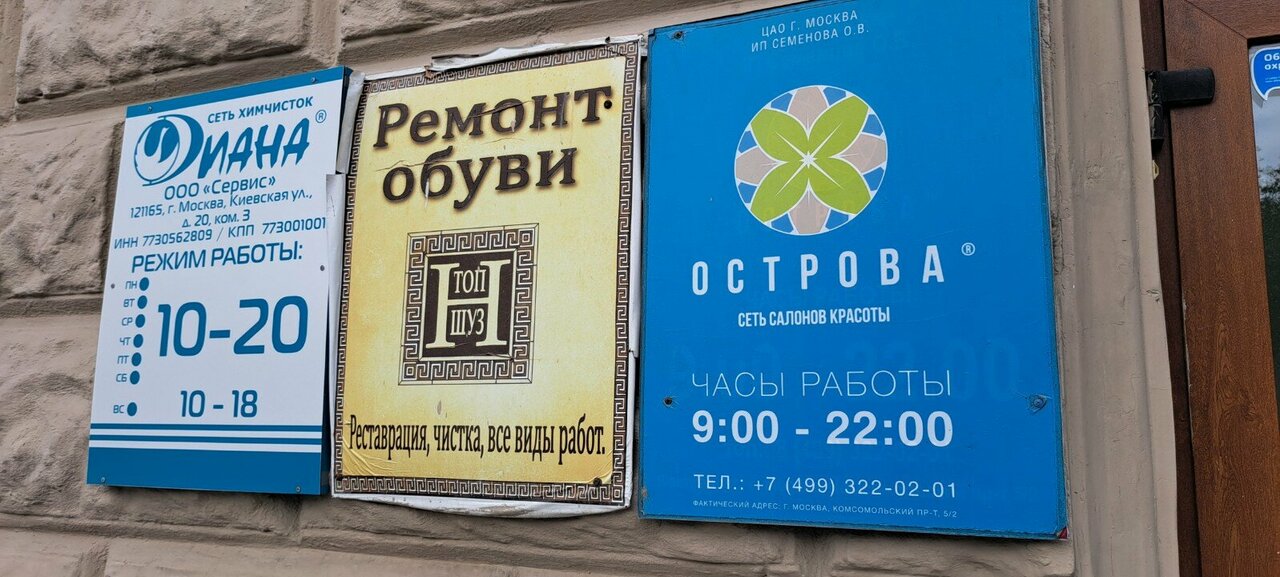 СЕТЬ ХИМЧИСТОК
ДИАНА®
ООО «Сервис»
121165, г. Москва, Киевская ул.,
д. 20, ком. 3
ИНН 7730562809 / КПП 773001001
РЕЖИМ РАБОТЫ:
ПН
ВТ
СР
ЧТ
ПТ
СБ
10-20
ВС
10 - 18
Ремонт
обуви
ТОП
Н
ШУЗ
Реставрация, чистка, все виды работ.
ЦАО Г. МОСКВА
ИП СЕМЕНОВА О.В.
ОСТРОВА®
СЕТЬ САЛОНОВ КРАСОТЫ
ЧАСЫ РАБОТЫ
9:00 - 22:00
ТЕЛ.: +7 (499) 322-02-01
ФАКТИЧЕСКИЙ АДРЕС: Г. МОСКВА, КОМСОМОЛЬСКИЙ ПР-Т, 5/2